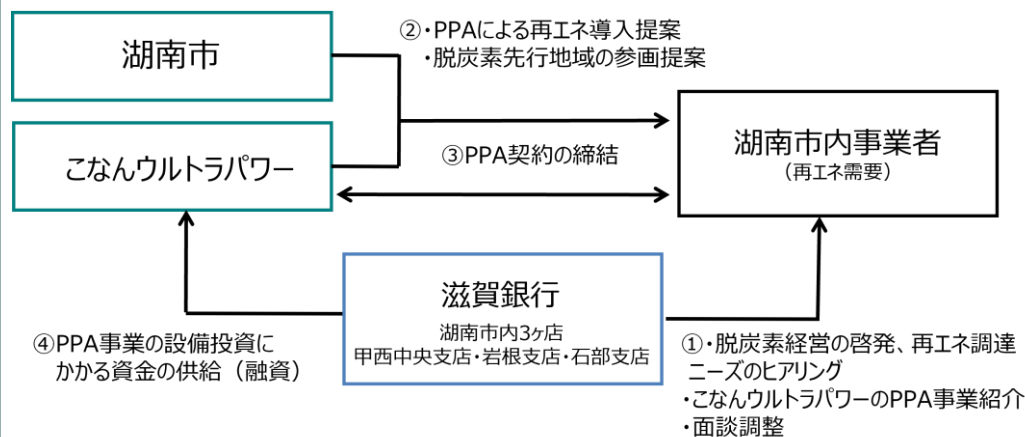 湖南市
②・PPAによる再エネ導入提案
・脱炭素先行地域の参画提案
こなんウルトラパワー
③PPA契約の締結
湖南市内事業者
(再エネ需要)
滋賀銀行
湖南市内3ヶ店
甲西中央支店・岩根支店・石部支店
④PPA事業の設備投資に
かかる資金の供給（融資）
①・脱炭素経営の啓発、再エネ調達
ニーズのヒアリング
・こなんウルトラパワーのPPA事業紹介
・面談調整